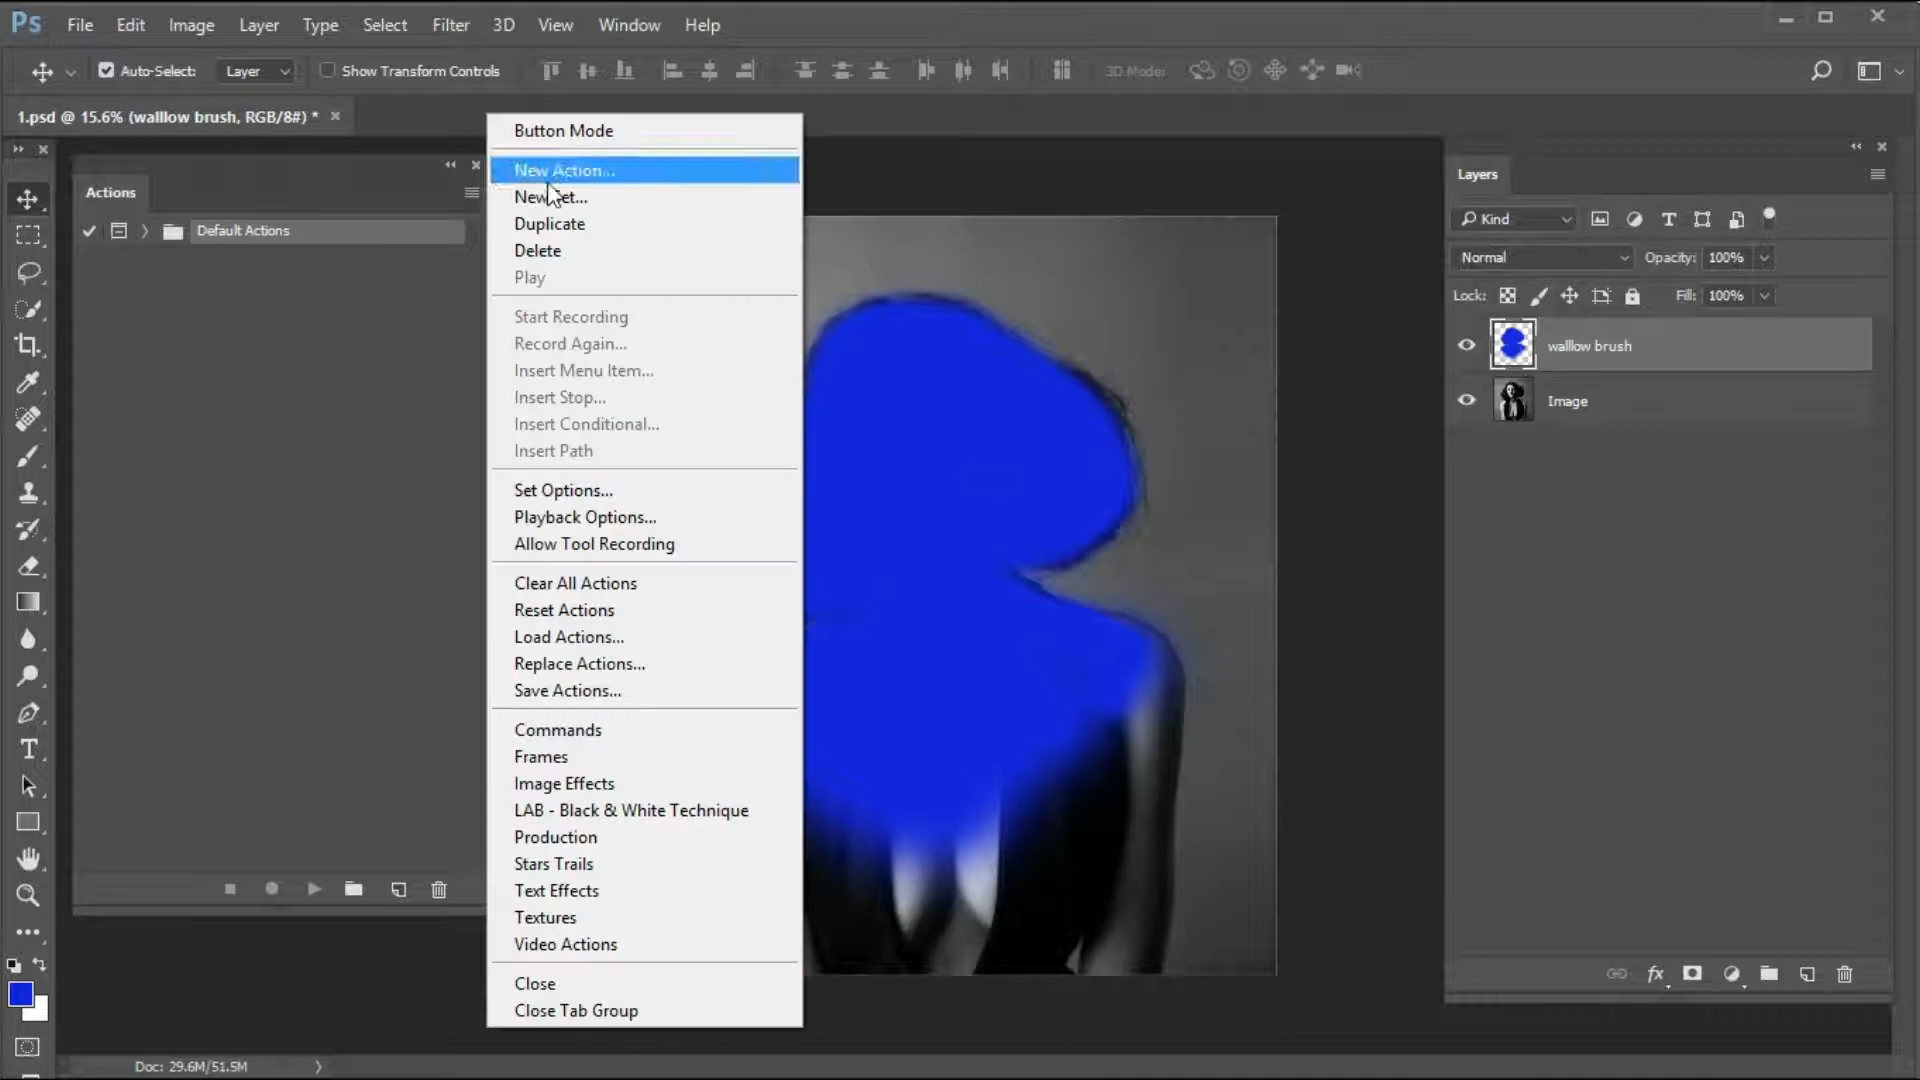 Ps File Edit Image Layer Type Select Filter 3D View Window Help
Auto-Select: Layer Show Transform Controls 3D Mode:
1.psd @ 15.6% (walllow brush, RGB/8#) *
Actions
Default Actions
Button Mode
New Action...
New Set...
Duplicate
Delete
Play
Start Recording
Record Again...
Insert Menu Item...
Insert Stop...
Insert Conditional...
Insert Path
Set Options...
Playback Options...
Allow Tool Recording
Clear All Actions
Reset Actions
Load Actions...
Replace Actions...
Save Actions...
Commands
Frames
Image Effects
LAB - Black & White Technique
Production
Stars Trails
Text Effects
Textures
Video Actions
Close
Close Tab Group
Layers
Kind
Normal Opacity: 100%
Lock: Fill: 100%
walllow brush
Image
fx
Doc: 29.6M/51.5M